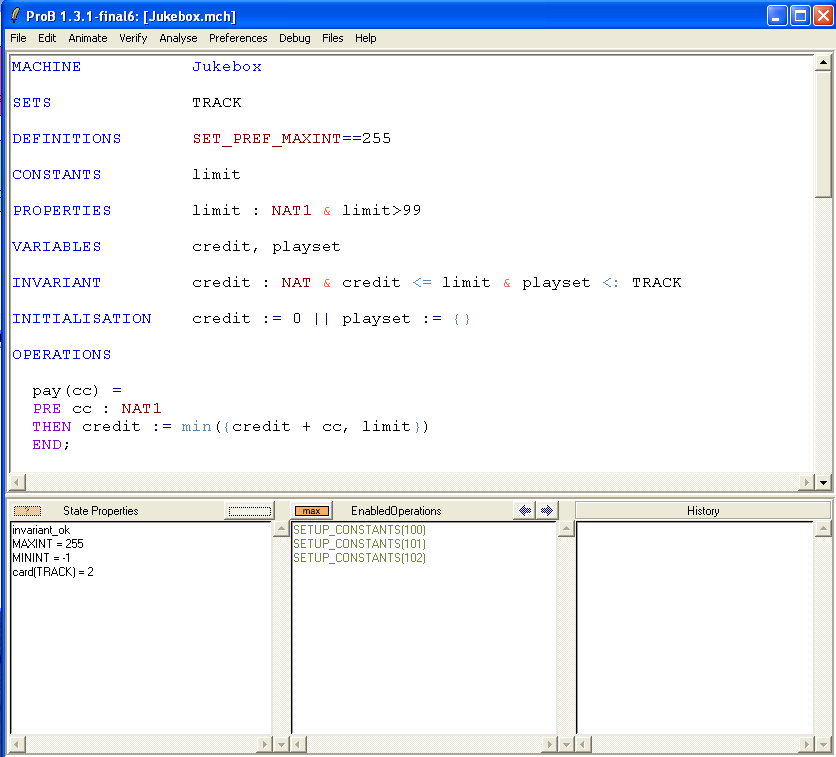 ProB 1.3.1-final6: [Jukebox.mch]
File Edit Animate Verify Analyse Preferences Debug Files Help
MACHINE Jukebox
SETS TRACK
DEFINITIONS SET_PREF_MAXINT==255
CONSTANTS limit
PROPERTIES limit : NAT1 & limit>99
VARIABLES credit, playset
INVARIANT credit : NAT & credit <= limit & playset <: TRACK
INITIALISATION credit := 0 || playset := {}
OPERATIONS
pay(cc) =
PRE cc : NAT1
THEN credit := min({credit + cc, limit})
END;
State Properties
invariant_ok
MAXINT = 255
MININT = -1
card(TRACK) = 2
max EnabledOperations
SETUP_CONSTANTS(100)
SETUP_CONSTANTS(101)
SETUP_CONSTANTS(102)
History